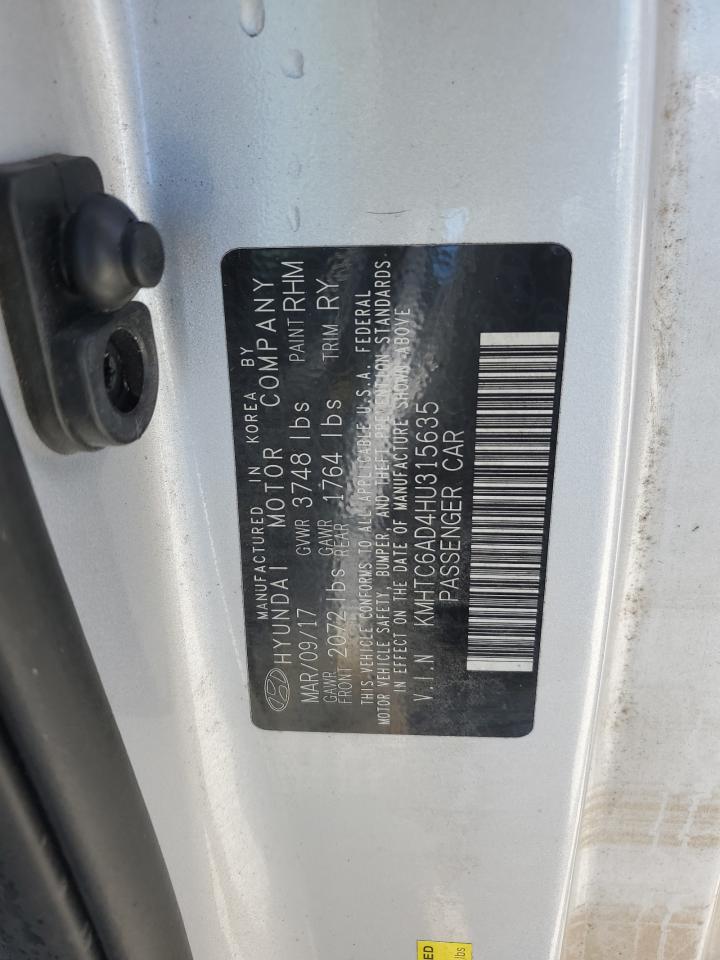 MANUFACTURED IN KOREA BY
HYUNDAI MOTOR COMPANY
MAR/09/17 GVWR 3748 lbs PAINT RHM
GAWR FRONT 2072 lbs GAWR REAR 1764 lbs TRIM RY
THIS VEHICLE CONFORMS TO ALL APPLICABLE U.S.A. FEDERAL
MOTOR VEHICLE SAFETY, BUMPER, AND THEFT PREVENTION STANDARDS
IN EFFECT ON THE DATE OF MANUFACTURE SHOWN ABOVE
V.I.N KMHTC6AD4HU315635
PASSENGER CAR
lbs